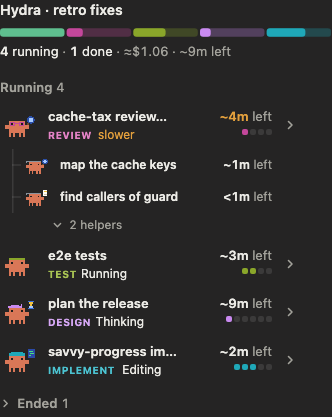 Hydra · retro fixes
4 running · 1 done · ≈$1.06 · ~9m left
Running 4
cache-tax review... ~4m left
REVIEW slower
map the cache keys ~1m left
find callers of guard <1m left
2 helpers
e2e tests ~3m left
TEST Running
plan the release ~9m left
DESIGN Thinking
savvy-progress im... ~2m left
IMPLEMENT Editing
Ended 1